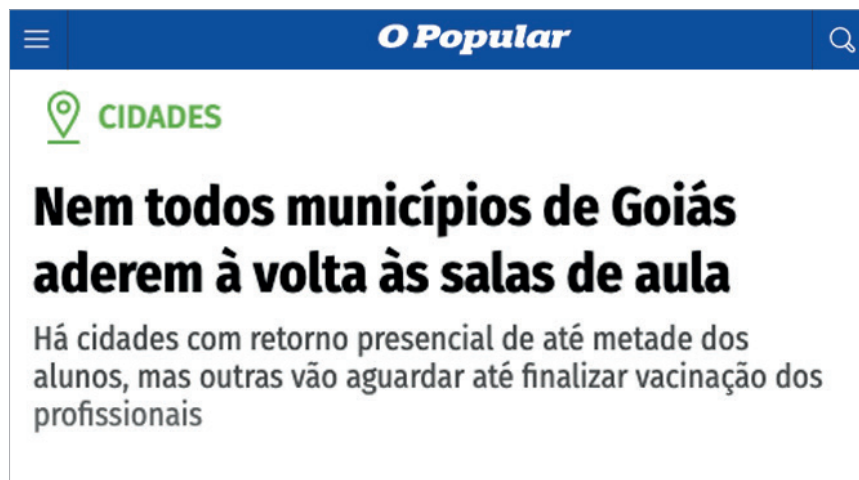 O Popular
CIDADES
Nem todos municípios de Goiás
aderem à volta às salas de aula
Há cidades com retorno presencial de até metade dos
alunos, mas outras vão aguardar até finalizar vacinação dos
profissionais